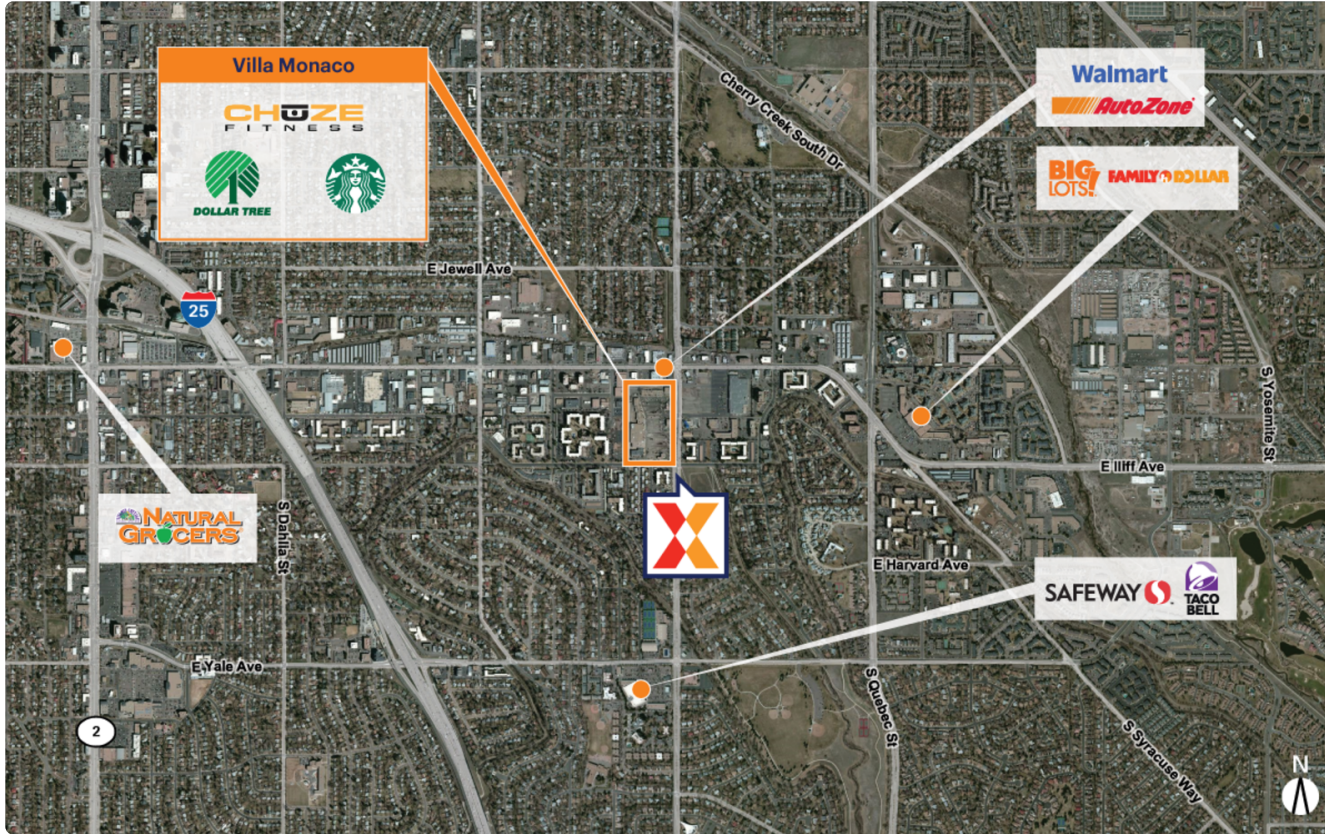 Villa Monaco
CHUZE
FITNESS
DOLLAR TREE
Walmart
AutoZone
BIG
LOTS!
FAMILY DOLLAR
Cherry Creek South Dr
E Jewell Ave
25
S Yosemite St
E Iliff Ave
NATURAL
GROCERS
S Dahlia St
E Harvard Ave
SAFEWAY
TACO
BELL
E Yale Ave
S Quebec St
2
S Syracuse Way
N